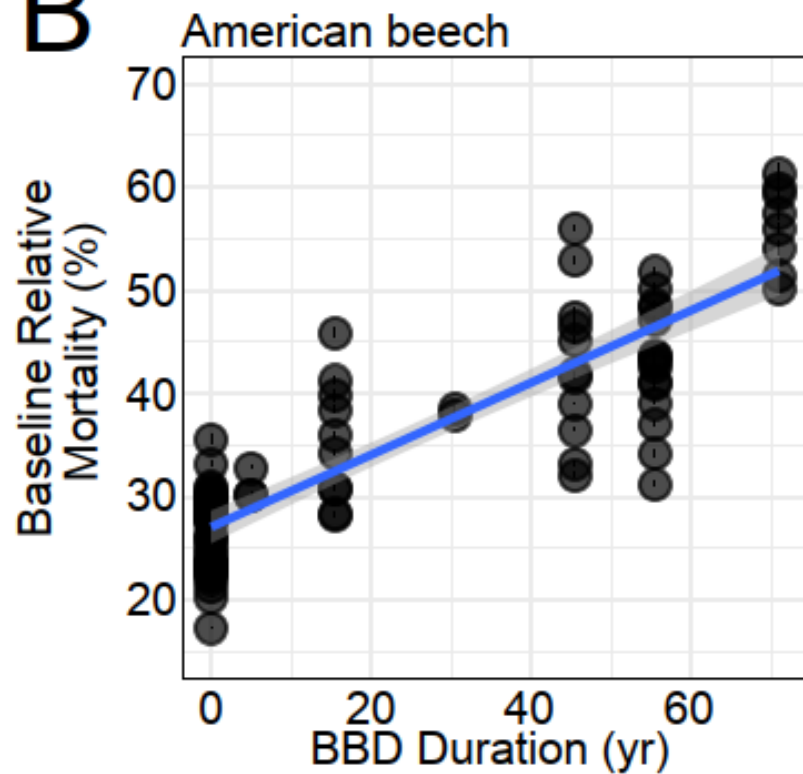 B
American beech
Baseline Relative
Mortality (%)
70
60
50
40
30
20
0 20 40 60
BBD Duration (yr)